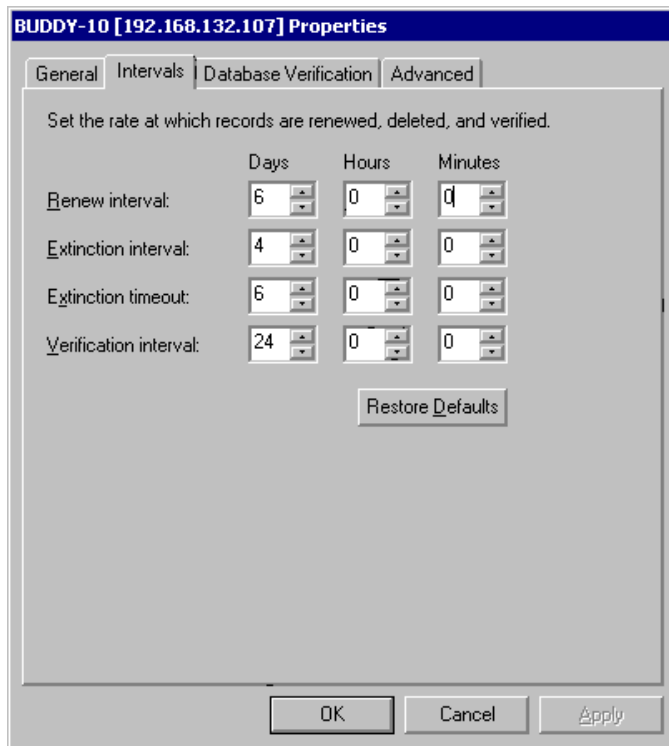 BUDDY-10 [192.168.132.107] Properties
General Intervals Database Verification Advanced
Set the rate at which records are renewed, deleted, and verified.
Days Hours Minutes
Renew interval: 6 0 0
Extinction interval: 4 0 0
Extinction timeout: 6 0 0
Verification interval: 24 0 0
Restore Defaults
OK Cancel Apply